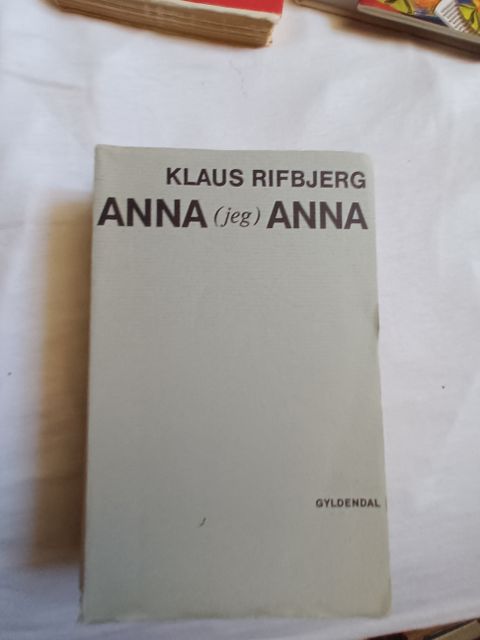 KLAUS RIFBJERG
ANNA (jeg) ANNA
GYLDENDAL